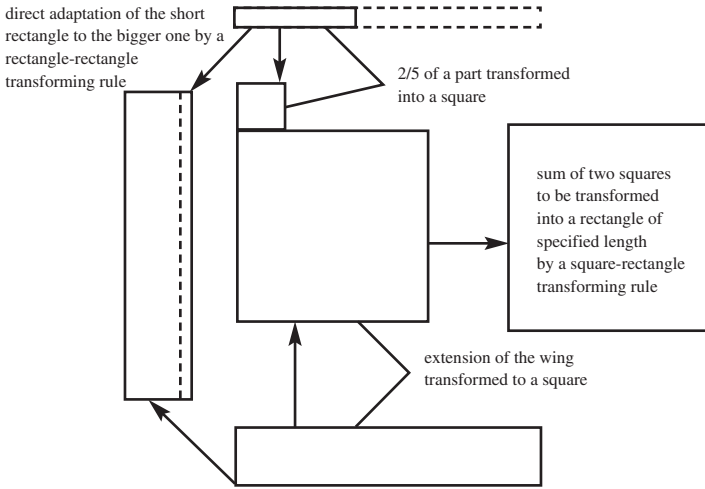 direct adaptation of the short
rectangle to the bigger one by a
rectangle-rectangle
transforming rule
2/5 of a part transformed
into a square
sum of two squares
to be transformed
into a rectangle of
specified length
by a square-rectangle
transforming rule
extension of the wing
transformed to a square